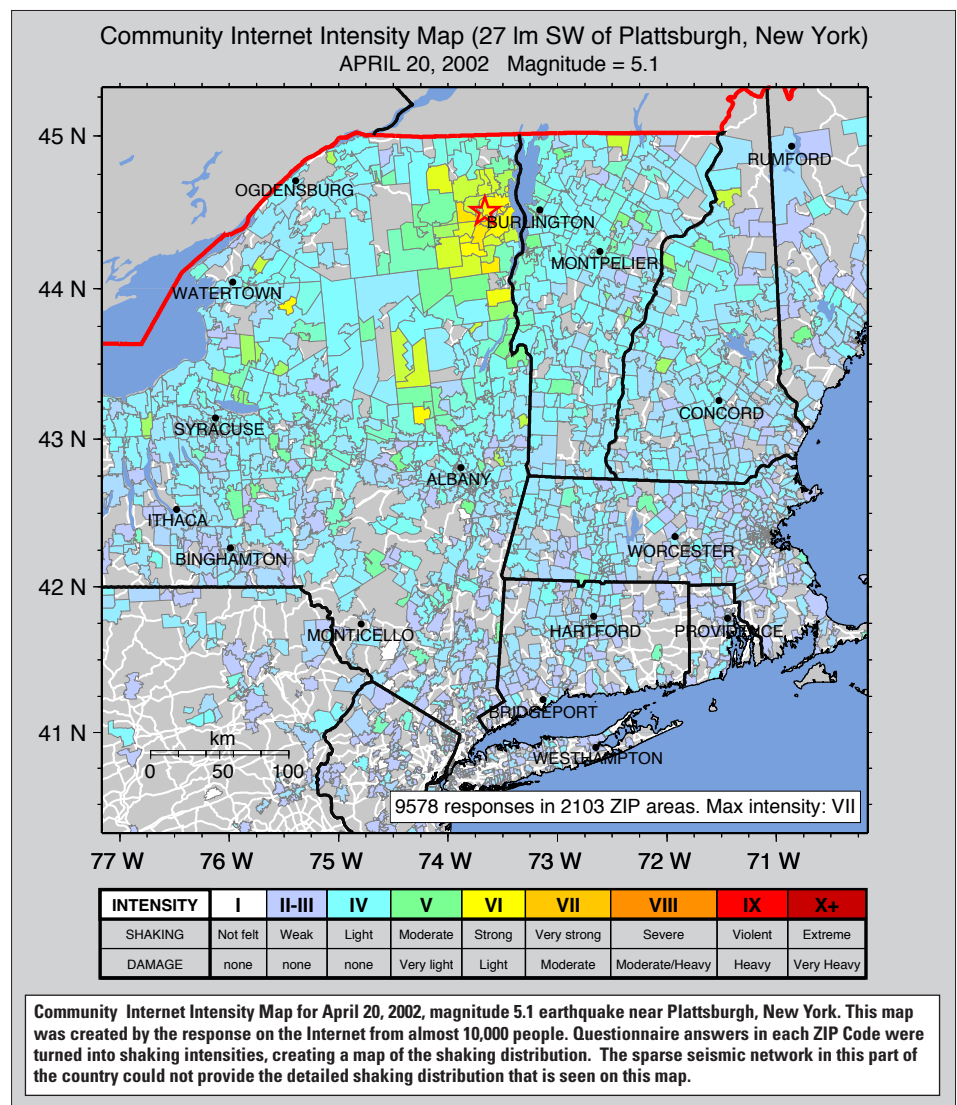 Community Internet Intensity Map (27 lm SW of Plattsburgh, New York)
APRIL 20, 2002 Magnitude = 5.1
45 N
44 N
43 N
42 N
41 N
OGDENSBURG
RUMFORD
BURLINGTON
MONTPELIER
WATERTOWN
CONCORD
SYRACUSE
ALBANY
ITHACA
WORCESTER
BINGHAMTON
MONTICELLO
HARTFORD
PROVIDENCE
BRIDGEPORT
WESTHAMPTON
km
0 50 100
9578 responses in 2103 ZIP areas. Max intensity: VII
77 W 76 W 75 W 74 W 73 W 72 W 71 W
INTENSITY I II-III IV V VI VII VIII IX X+
SHAKING Not felt Weak Light Moderate Strong Very strong Severe Violent Extreme
DAMAGE none none none Very light Light Moderate Moderate/Heavy Heavy Very Heavy
Community Internet Intensity Map for April 20, 2002, magnitude 5.1 earthquake near Plattsburgh, New York. This map
was created by the response on the Internet from almost 10,000 people. Questionnaire answers in each ZIP Code were
turned into shaking intensities, creating a map of the shaking distribution. The sparse seismic network in this part of
the country could not provide the detailed shaking distribution that is seen on this map.